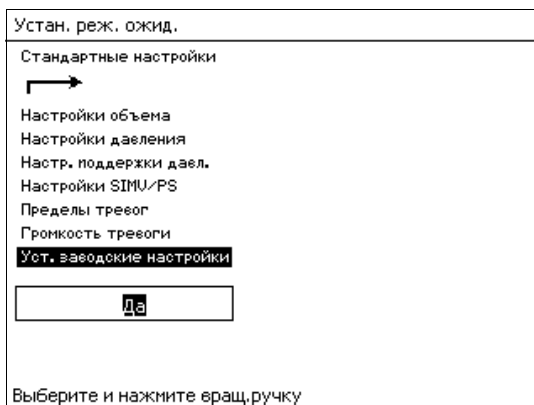 Устан. реж. ожид.
Стандартные настройки
Настройки объема
Настройки давления
Настр. поддержки давл.
Настройки SIMV/PS
Пределы тревог
Громкость тревоги
Уст. заводские настройки
Да
Выберите и нажмите вращ.ручку